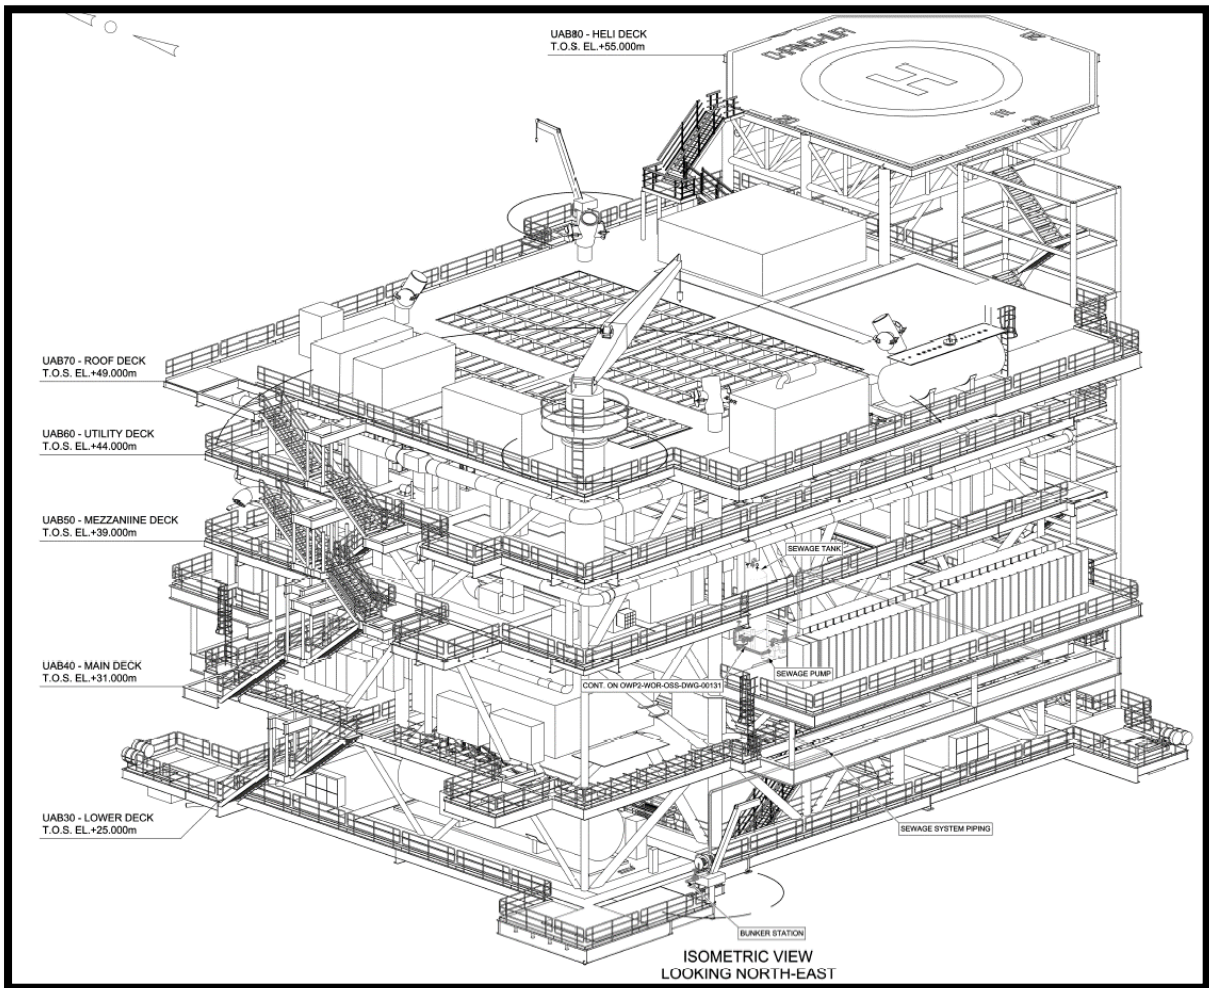 UAB80 - HELI DECK
T.O.S. EL.+55.000m
CHANGHUA
H
UAB70 - ROOF DECK
T.O.S. EL.+49.000m
UAB60 - UTILITY DECK
T.O.S. EL.+44.000m
UAB50 - MEZZANIINE DECK
T.O.S. EL.+39.000m
SEWAGE TANK
UAB40 - MAIN DECK
T.O.S. EL.+31.000m
SEWAGE PUMP
CONT. ON OWP2-WOR-OSS-DWG-00131
UAB30 - LOWER DECK
T.O.S. EL.+25.000m
SEWAGE SYSTEM PIPING
BUNKER STATION
ISOMETRIC VIEW
LOOKING NORTH-EAST